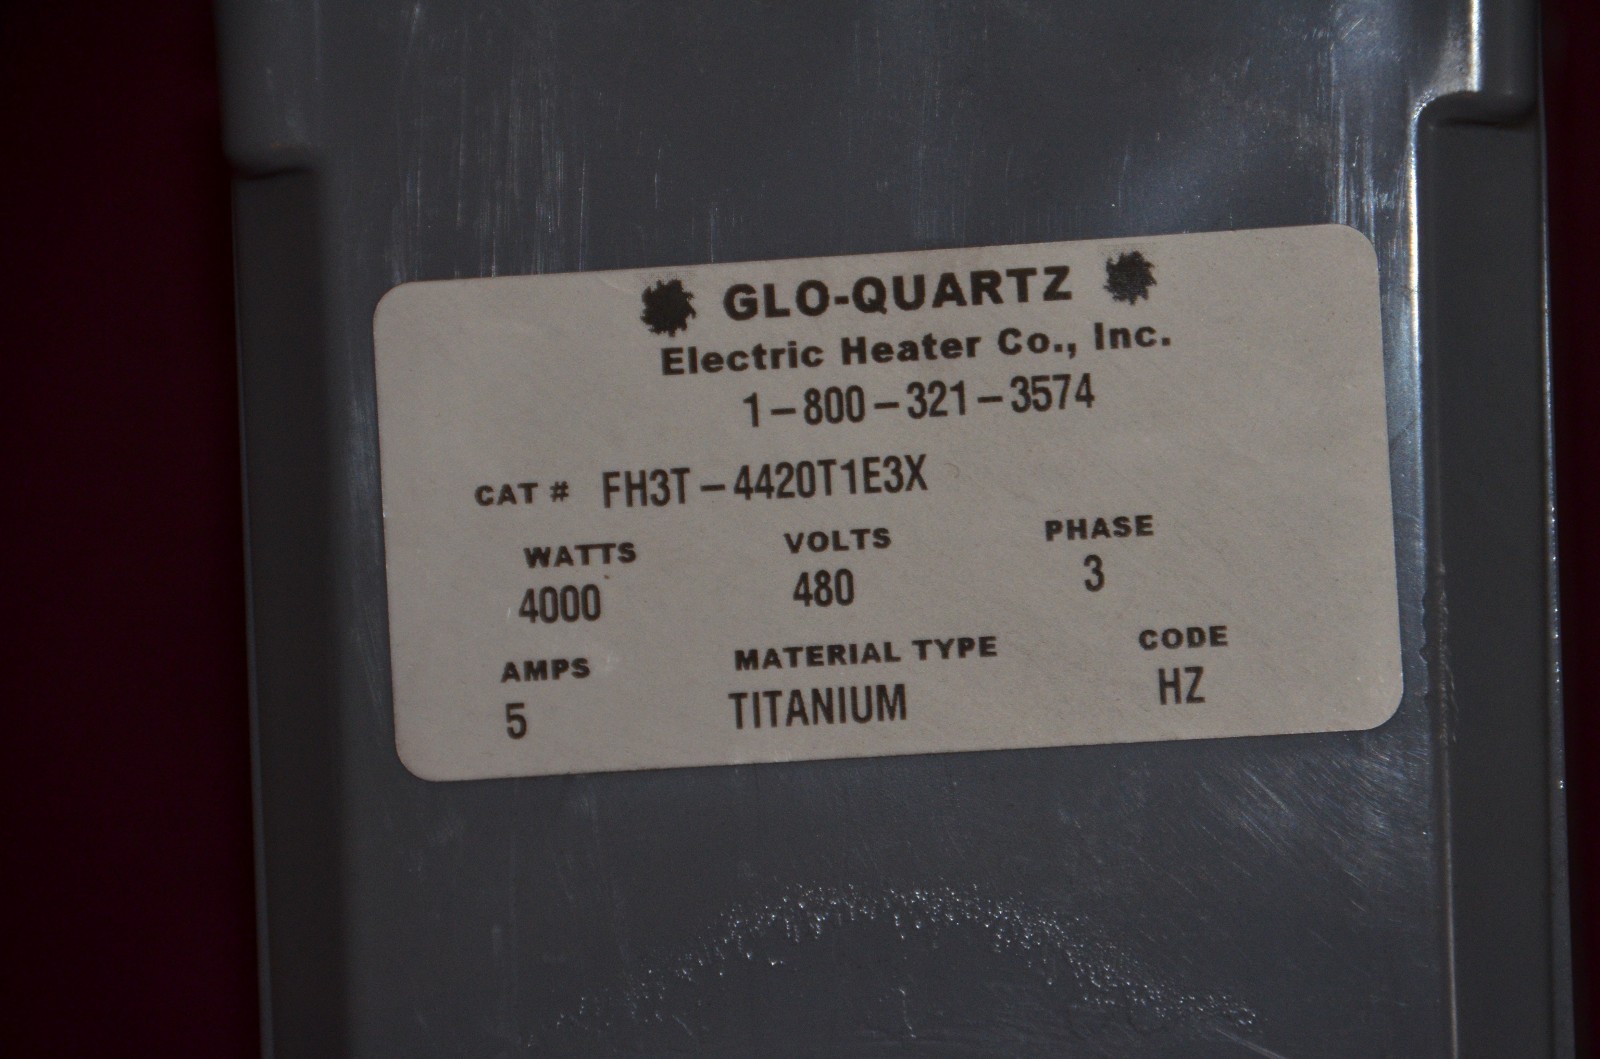 GLO-QUARTZ
Electric Heater Co., Inc.
1-800-321-3574
CAT # FH3T-4420T1E3X
WATTS VOLTS PHASE
4000 480 3
AMPS MATERIAL TYPE CODE
5 TITANIUM HZ